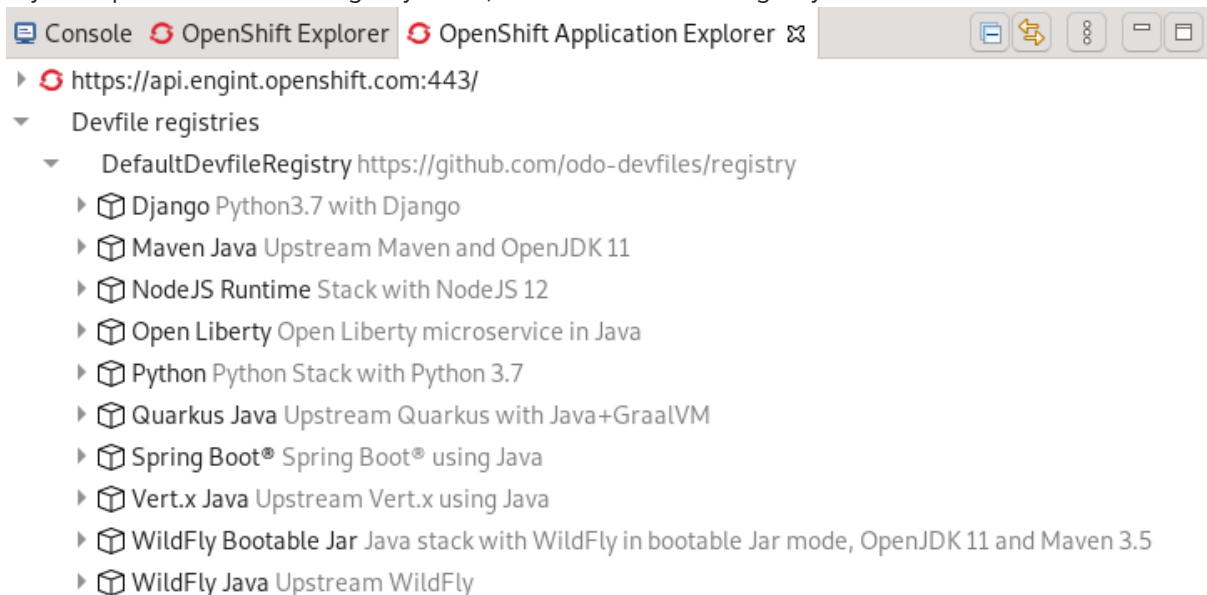 Console OpenShift Explorer OpenShift Application Explorer
https://api.engint.openshift.com:443/
Devfile registries
DefaultDevfileRegistry https://github.com/odo-devfiles/registry
Django Python3.7 with Django
Maven Java Upstream Maven and OpenJDK 11
NodeJS Runtime Stack with NodeJS 12
Open Liberty Open Liberty microservice in Java
Python Python Stack with Python 3.7
Quarkus Java Upstream Quarkus with Java+GraalVM
Spring Boot® Spring Boot® using Java
Vert.x Java Upstream Vert.x using Java
WildFly Bootable Jar Java stack with WildFly in bootable Jar mode, OpenJDK 11 and Maven 3.5
WildFly Java Upstream WildFly